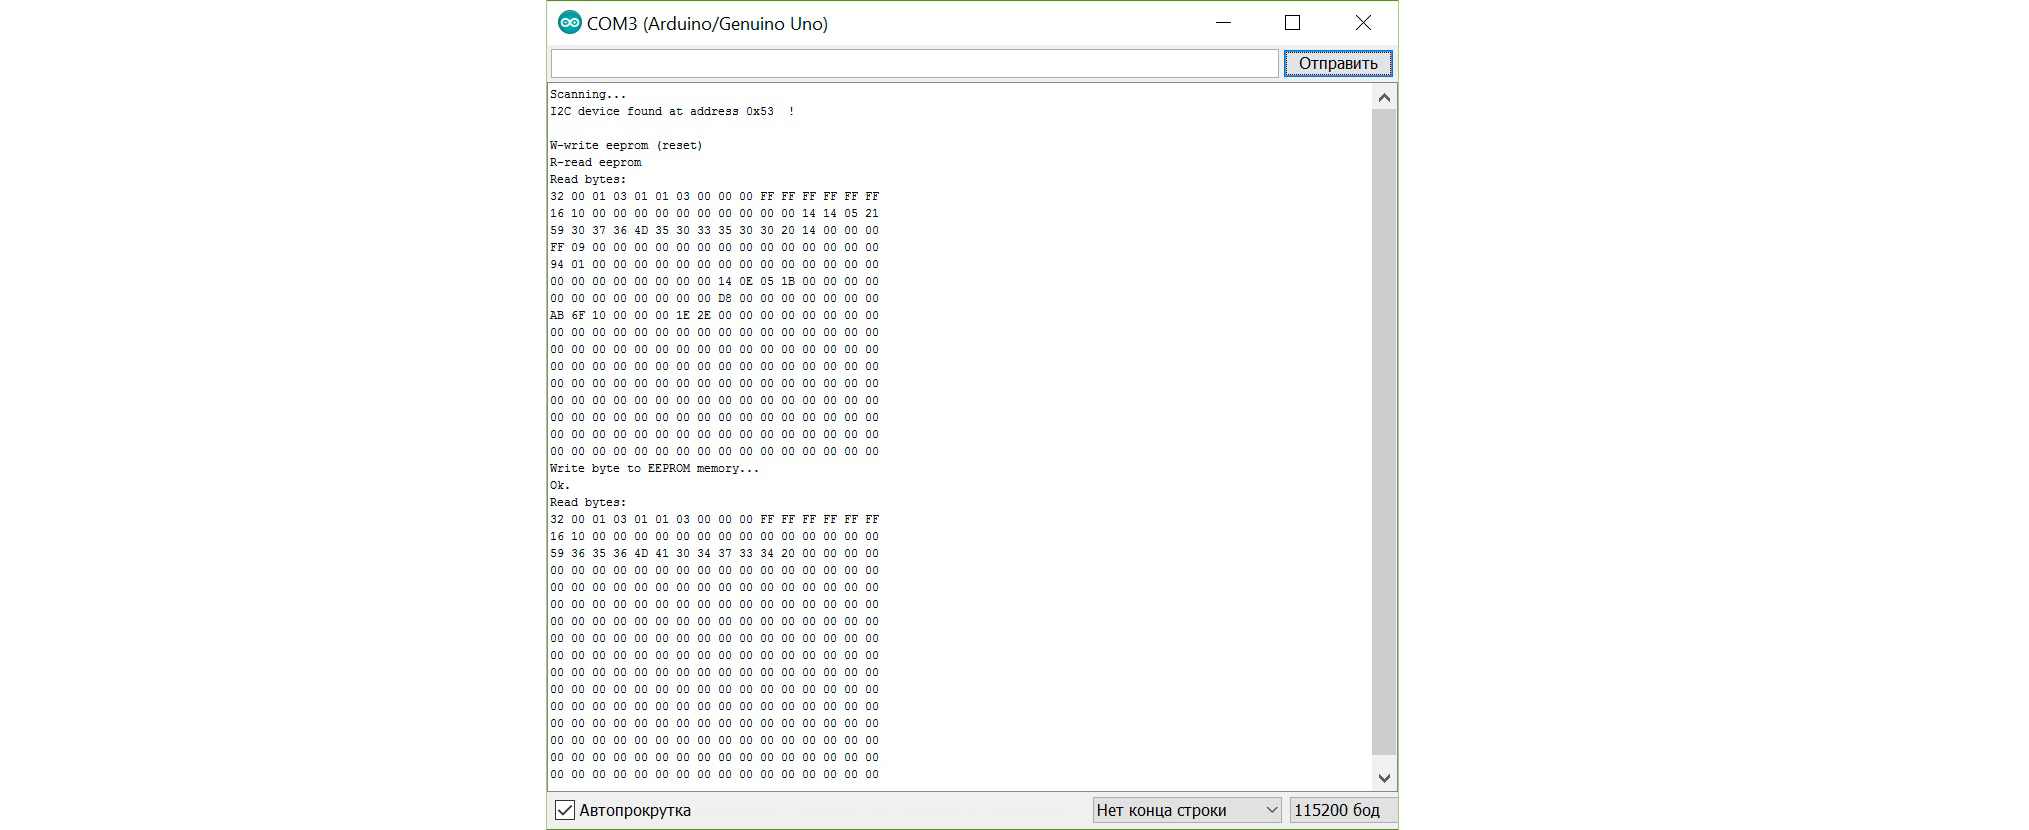 COM3 (Arduino/Genuino Uno)
Отправить
Scanning...
I2C device found at address 0x53  !
W-write eeprom (reset)
R-read eeprom
Read bytes:
32 00 01 03 01 01 03 00 00 00 FF FF FF FF FF FF
16 10 00 00 00 00 00 00 00 00 00 00 14 14 05 21
59 30 37 36 4D 35 30 33 35 30 30 20 14 00 00 00
FF 09 00 00 00 00 00 00 00 00 00 00 00 00 00 00
94 01 00 00 00 00 00 00 00 00 00 00 00 00 00 00
00 00 00 00 00 00 00 00 14 0E 05 1B 00 00 00 00
00 00 00 00 00 00 00 00 D8 00 00 00 00 00 00 00
AB 6F 10 00 00 00 1E 2E 00 00 00 00 00 00 00 00
00 00 00 00 00 00 00 00 00 00 00 00 00 00 00 00
00 00 00 00 00 00 00 00 00 00 00 00 00 00 00 00
00 00 00 00 00 00 00 00 00 00 00 00 00 00 00 00
00 00 00 00 00 00 00 00 00 00 00 00 00 00 00 00
00 00 00 00 00 00 00 00 00 00 00 00 00 00 00 00
00 00 00 00 00 00 00 00 00 00 00 00 00 00 00 00
00 00 00 00 00 00 00 00 00 00 00 00 00 00 00 00
00 00 00 00 00 00 00 00 00 00 00 00 00 00 00 00
Write byte to EEPROM memory...
Ok.
Read bytes:
32 00 01 03 01 01 03 00 00 00 FF FF FF FF FF FF
16 10 00 00 00 00 00 00 00 00 00 00 00 00 00 00
59 36 35 36 4D 41 30 34 37 33 34 20 00 00 00 00
00 00 00 00 00 00 00 00 00 00 00 00 00 00 00 00
00 00 00 00 00 00 00 00 00 00 00 00 00 00 00 00
00 00 00 00 00 00 00 00 00 00 00 00 00 00 00 00
00 00 00 00 00 00 00 00 00 00 00 00 00 00 00 00
00 00 00 00 00 00 00 00 00 00 00 00 00 00 00 00
00 00 00 00 00 00 00 00 00 00 00 00 00 00 00 00
00 00 00 00 00 00 00 00 00 00 00 00 00 00 00 00
00 00 00 00 00 00 00 00 00 00 00 00 00 00 00 00
00 00 00 00 00 00 00 00 00 00 00 00 00 00 00 00
00 00 00 00 00 00 00 00 00 00 00 00 00 00 00 00
00 00 00 00 00 00 00 00 00 00 00 00 00 00 00 00
00 00 00 00 00 00 00 00 00 00 00 00 00 00 00 00
00 00 00 00 00 00 00 00 00 00 00 00 00 00 00 00
Автопрокрутка
Нет конца строки
115200 бод